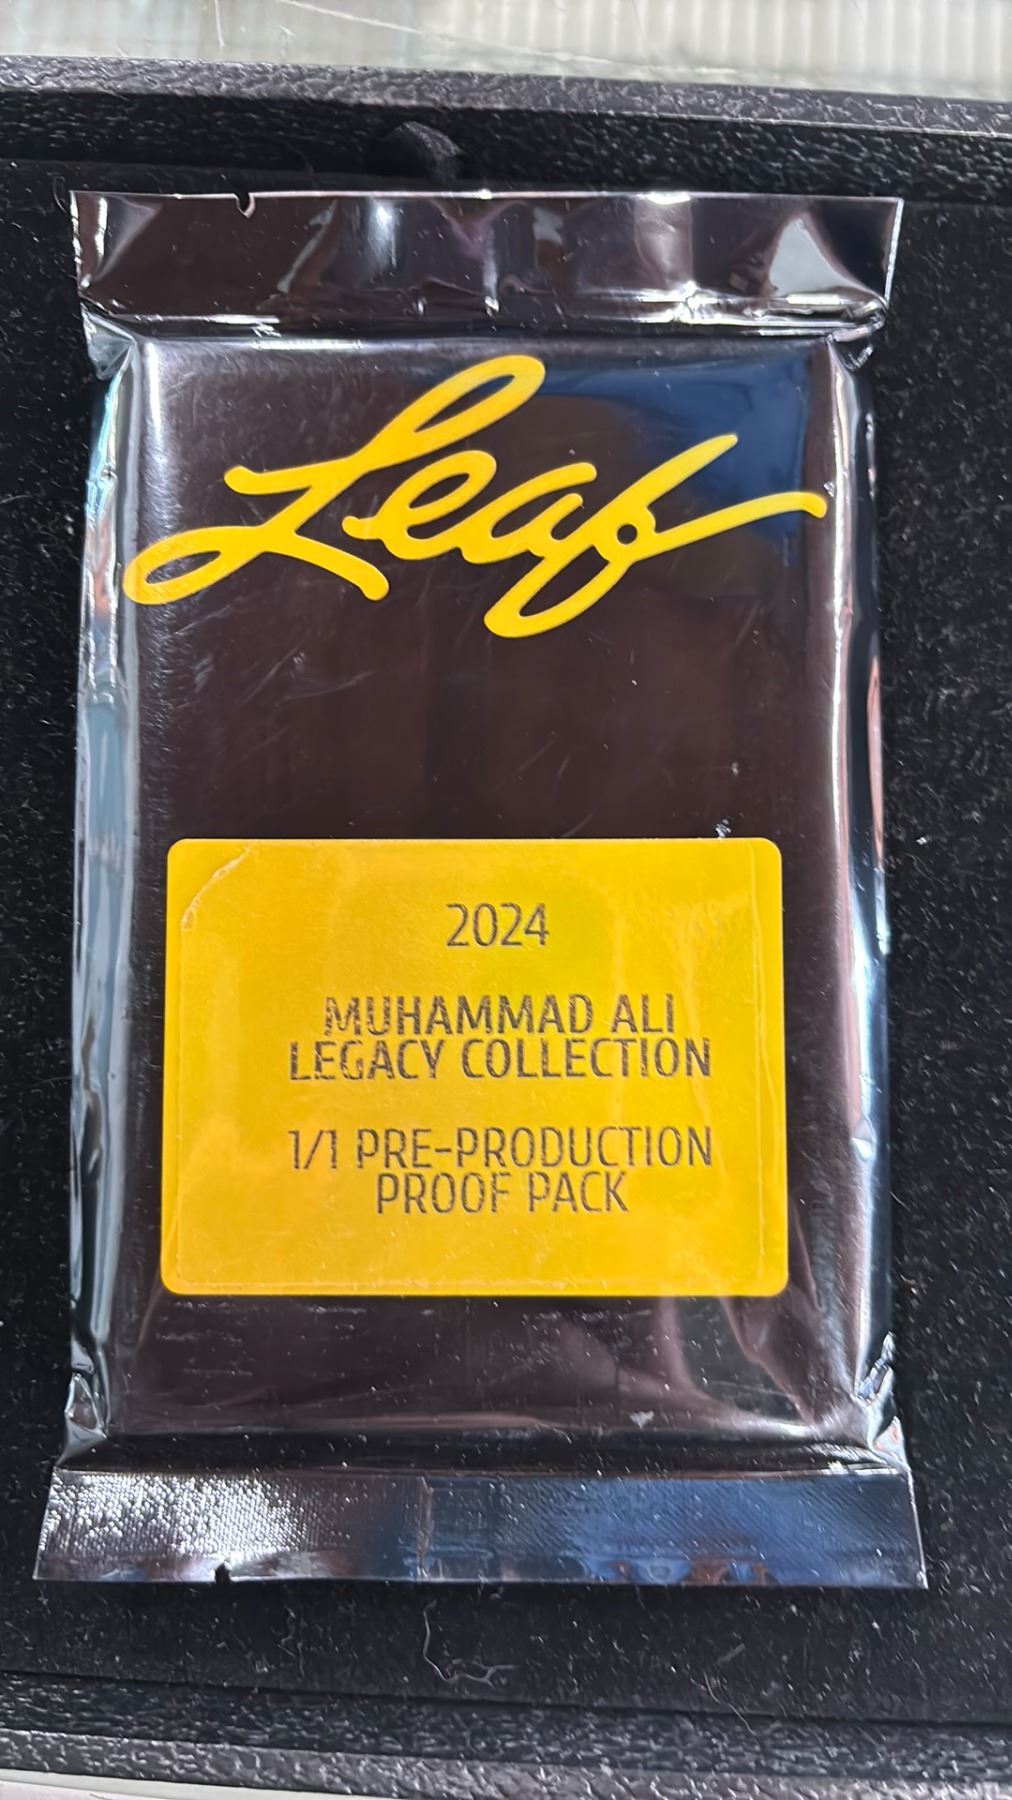 Leaf
2024
MUHAMMAD ALI
LEGACY COLLECTION
1/1 PRE-PRODUCTION
PROOF PACK